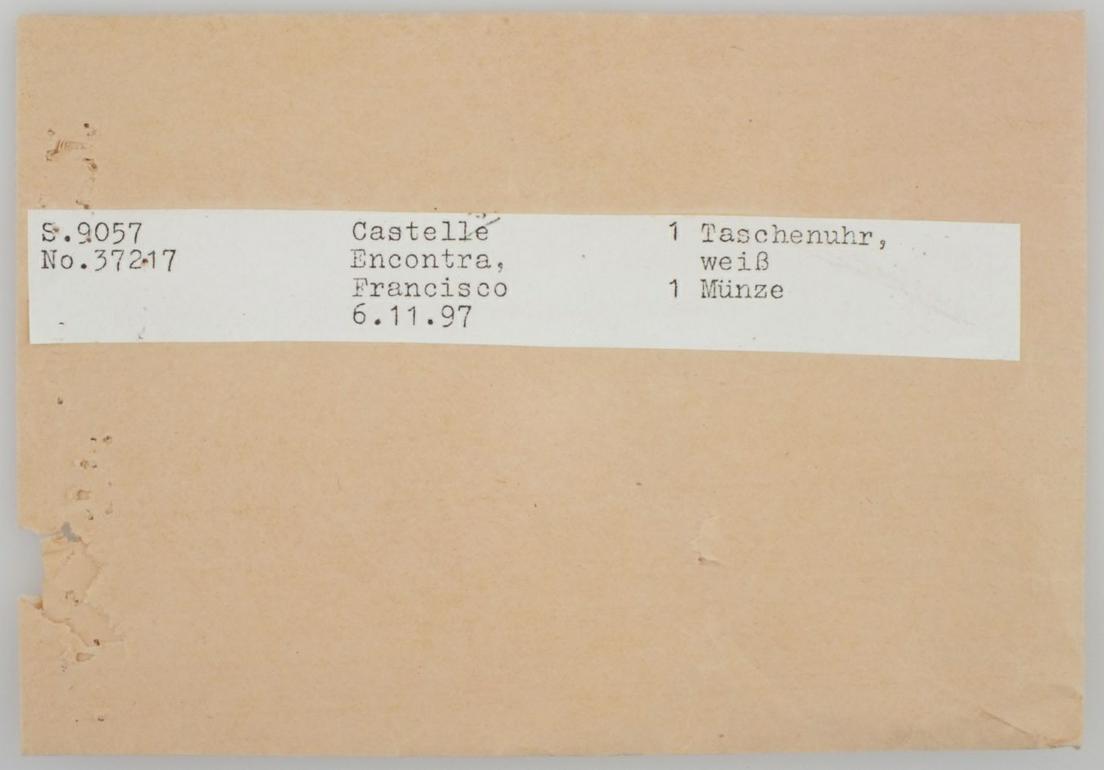 S.9057 Castelle 1 Taschenuhr,
No.37217 Encontra, weiß
Francisco 1 Münze
6.11.97